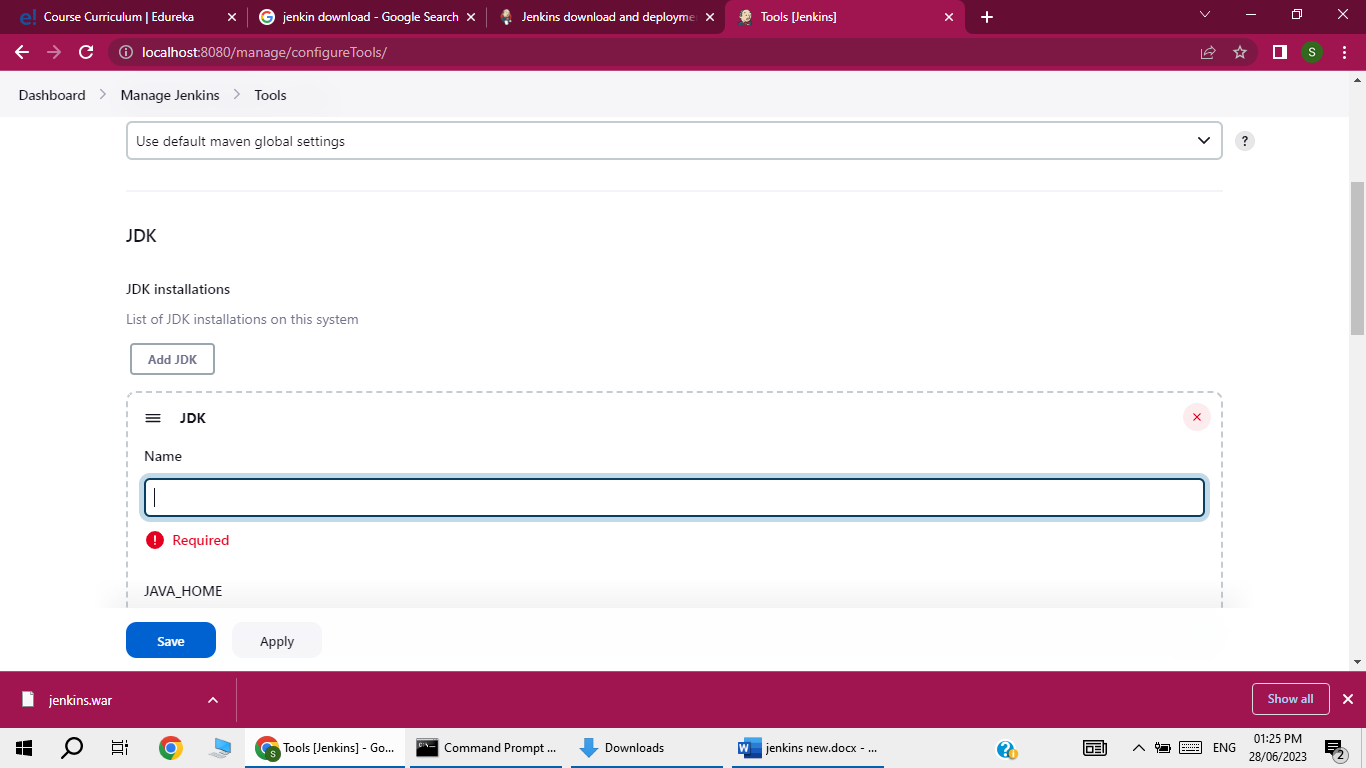 e! Course Curriculum | Edureka
jenkin download - Google Search
Jenkins download and deployme
Tools [Jenkins]
localhost:8080/manage/configureTools/
S
Dashboard > Manage Jenkins > Tools
Use default maven global settings
?
JDK
JDK installations
List of JDK installations on this system
Add JDK
JDK
Name
Required
JAVA_HOME
Save
Apply
jenkins.war
Show all
Tools [Jenkins] - Go...
Command Prompt ...
Downloads
jenkins new.docx - ...
ENG
01:25 PM
28/06/2023
2